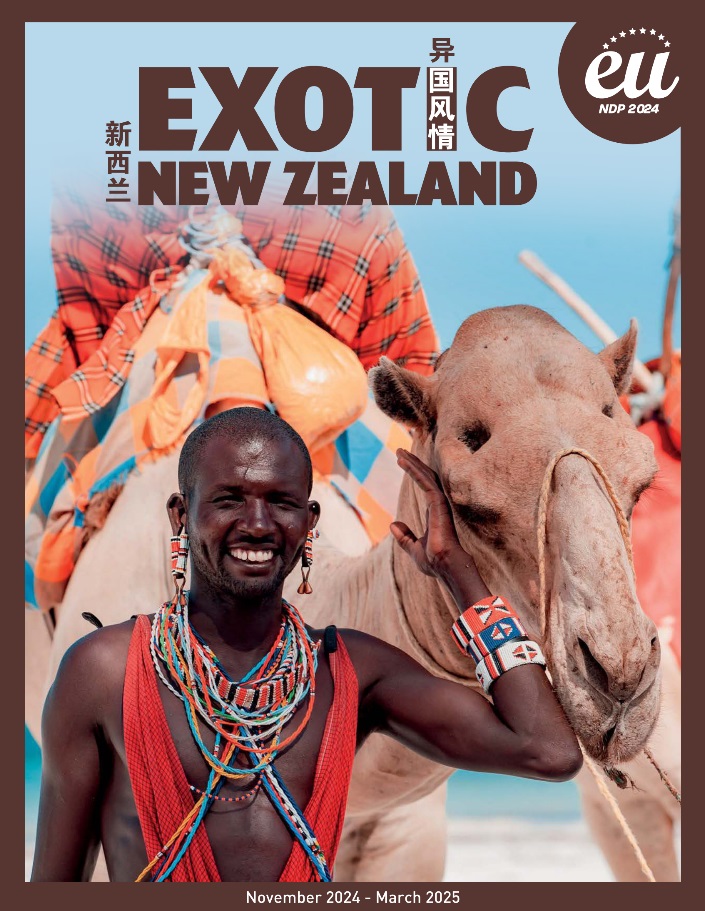 异国风情
EXOTIC
新西兰
NEW ZEALAND
eu
NDP 2024
November 2024 - March 2025